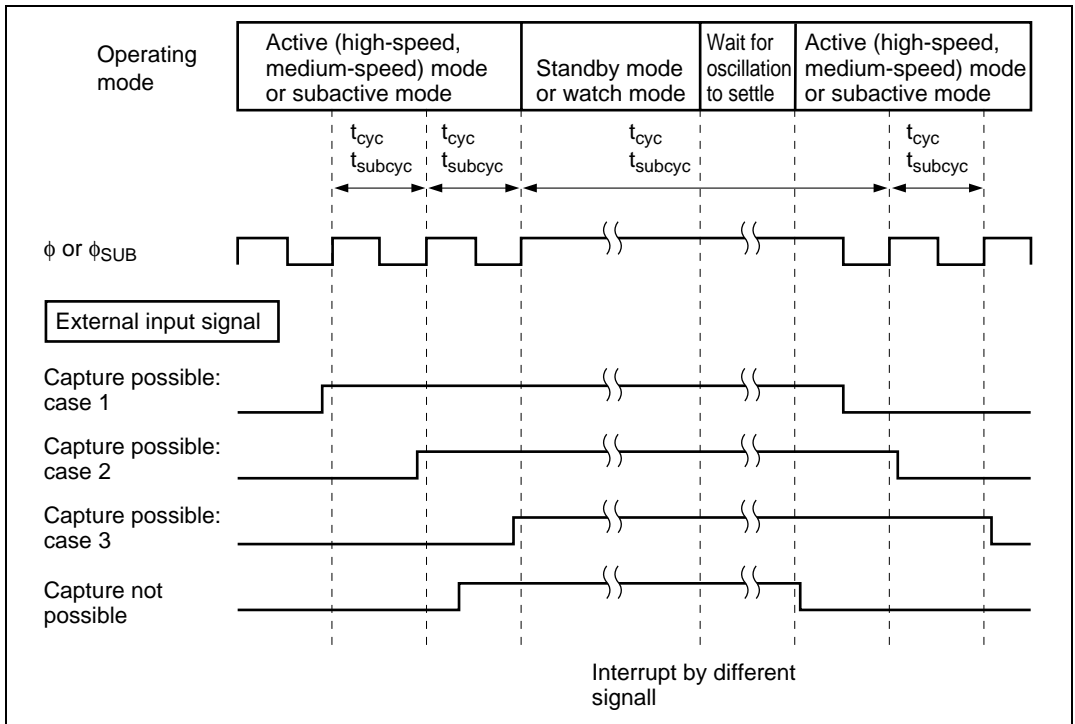 Operating
mode
Active (high-speed,
medium-speed) mode
or subactive mode
Standby mode
or watch mode
Wait for
oscillation
to settle
Active (high-speed,
medium-speed) mode
or subactive mode
tcyc
tsubcyc
tcyc
tsubcyc
tcyc
tsubcyc
tcyc
tsubcyc
φ or φSUB
External input signal
Capture possible:
case 1
Capture possible:
case 2
Capture possible:
case 3
Capture not
possible
Interrupt by different
signall